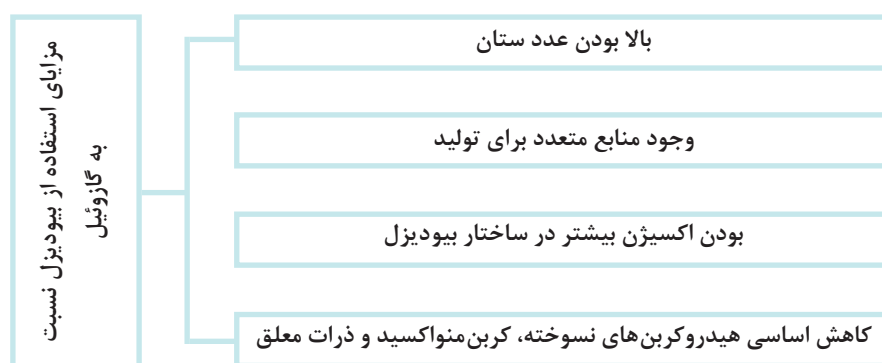 مزایای استفاده از بیودیزل نسبت
به گازوئیل
بالا بودن عدد ستان
وجود منابع متعدد برای تولید
بودن اکسیژن بیشتر در ساختار بیودیزل
کاهش اساسی هیدروکربن‌های نسوخته، کربن‌منواکسید و ذرات معلق